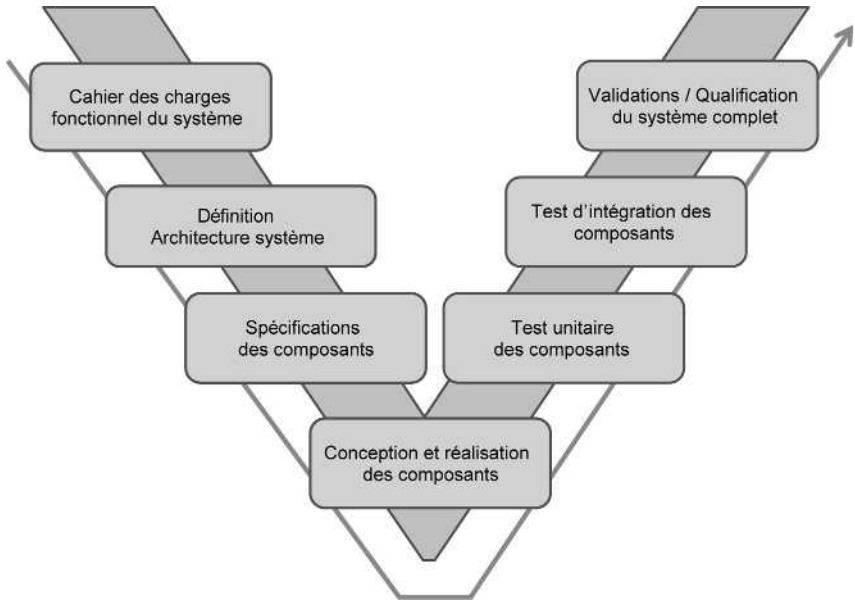 Cahier des charges
fonctionnel du système
Définition
Architecture système
Spécifications
des composants
Conception et réalisation
des composants
Test unitaire
des composants
Test d'intégration des
composants
Validations / Qualification
du système complet